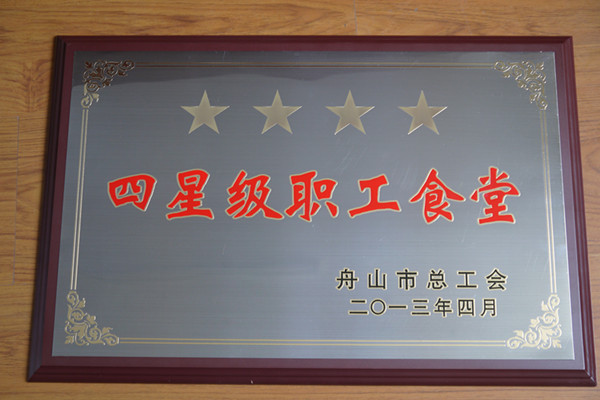 四星级职工食堂
舟山市总工会
二〇一三年四月